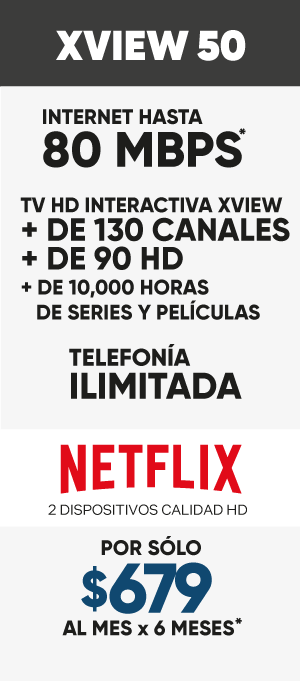 XVIEW 50
INTERNET HASTA
80 MBPS*
TV HD INTERACTIVA XVIEW
+ DE 130 CANALES
+ DE 90 HD
+ DE 10,000 HORAS
DE SERIES Y PELÍCULAS
TELEFONÍA
ILIMITADA
NETFLIX
2 DISPOSITIVOS CALIDAD HD
POR SÓLO
$679
AL MES x 6 MESES*